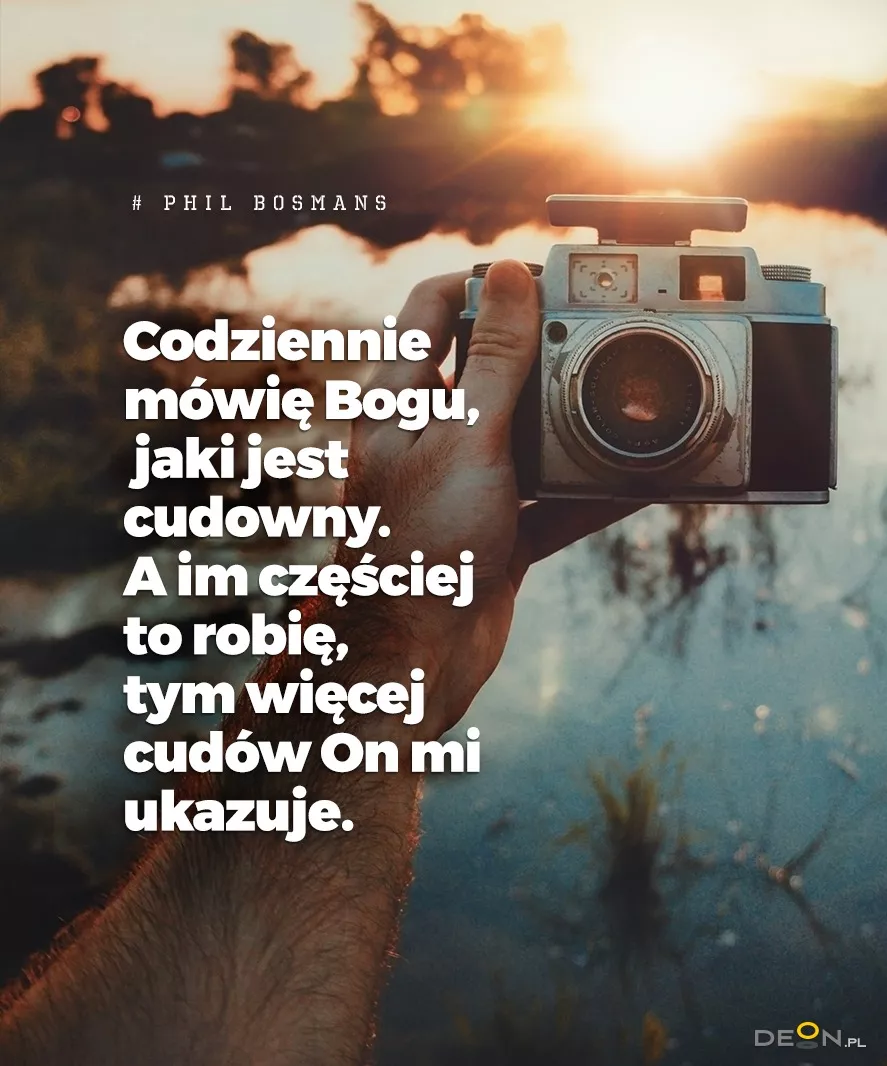 # PHIL BOSMANS
Codziennie
mówię Bogu,
jaki jest
cudowny.
A im częściej
to robię,
tym więcej
cudów On mi
ukazuje.
DEON.PL